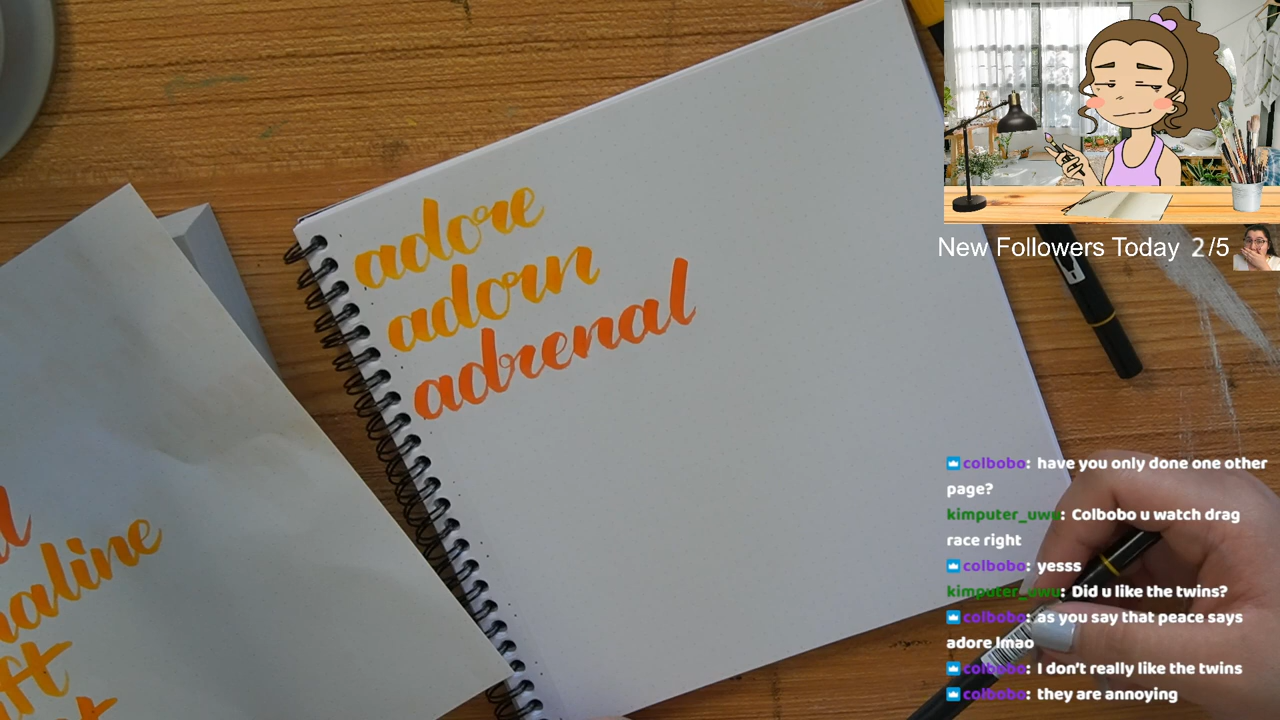 adore
adorn
adrenal
New Followers Today 2/5
colbobo: have you only done one other
page?
kimputer_uwu: Colbobo u watch drag
race right
colbobo: yesss
kimputer_uwu: Did u like the twins?
colbobo: as you say that peace says
adore lmao
colbobo: I don't really like the twins
colbobo: they are annoying